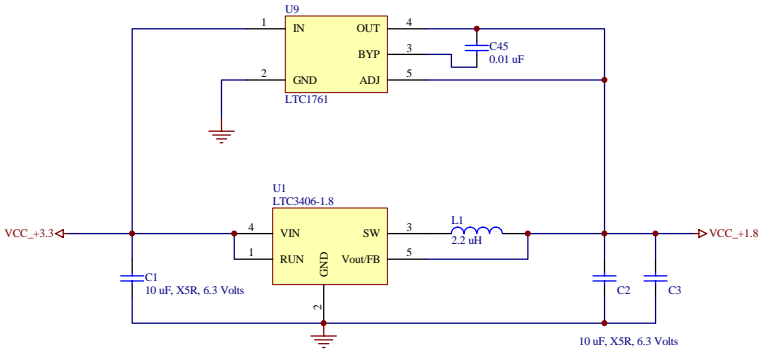 U9
1 IN OUT 4
BYP 3
C45
0.01 uF
2 GND ADJ 5
LTC1761
U1
LTC3406-1.8
VCC_+3.3
4 VIN SW 3
L1
2.2 uH
VCC_+1.8
1 RUN GND Vout/FB 5
2
C1
10 uF, X5R, 6.3 Volts
C2
C3
10 uF, X5R, 6.3 Volts